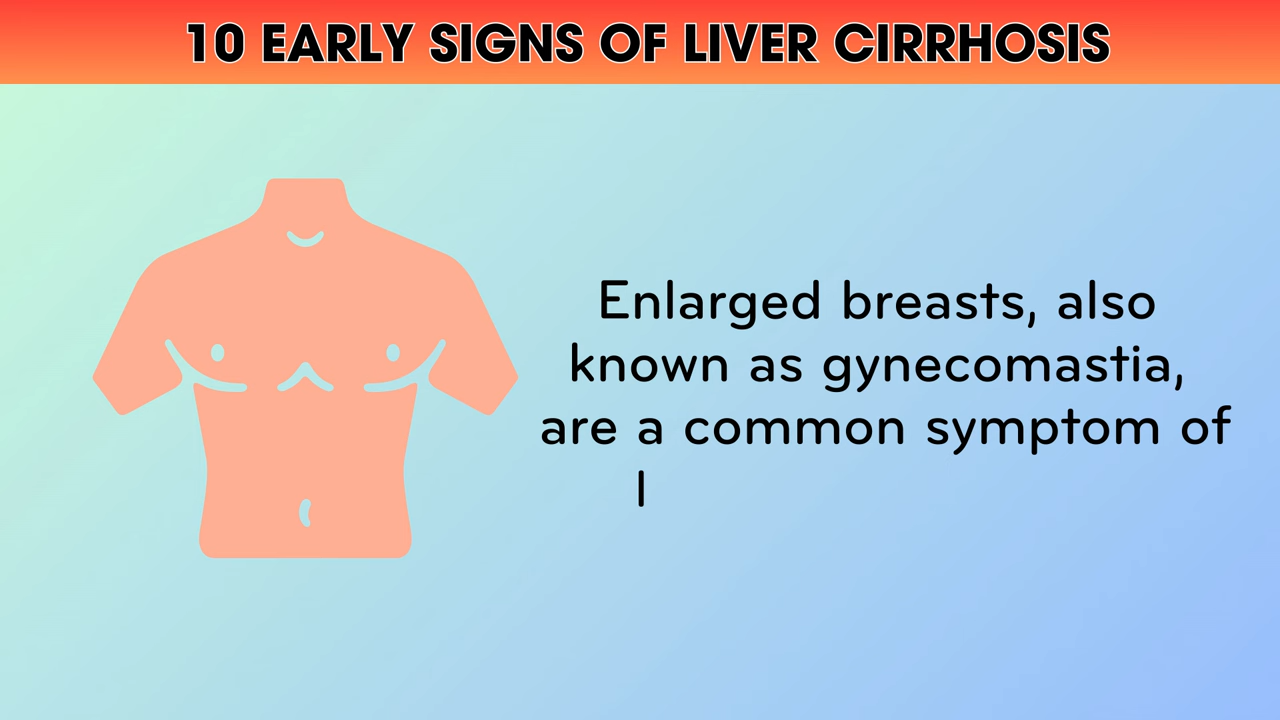 10 EARLY SIGNS OF LIVER CIRRHOSIS
Enlarged breasts, also
known as gynecomastia,
are a common symptom of
l